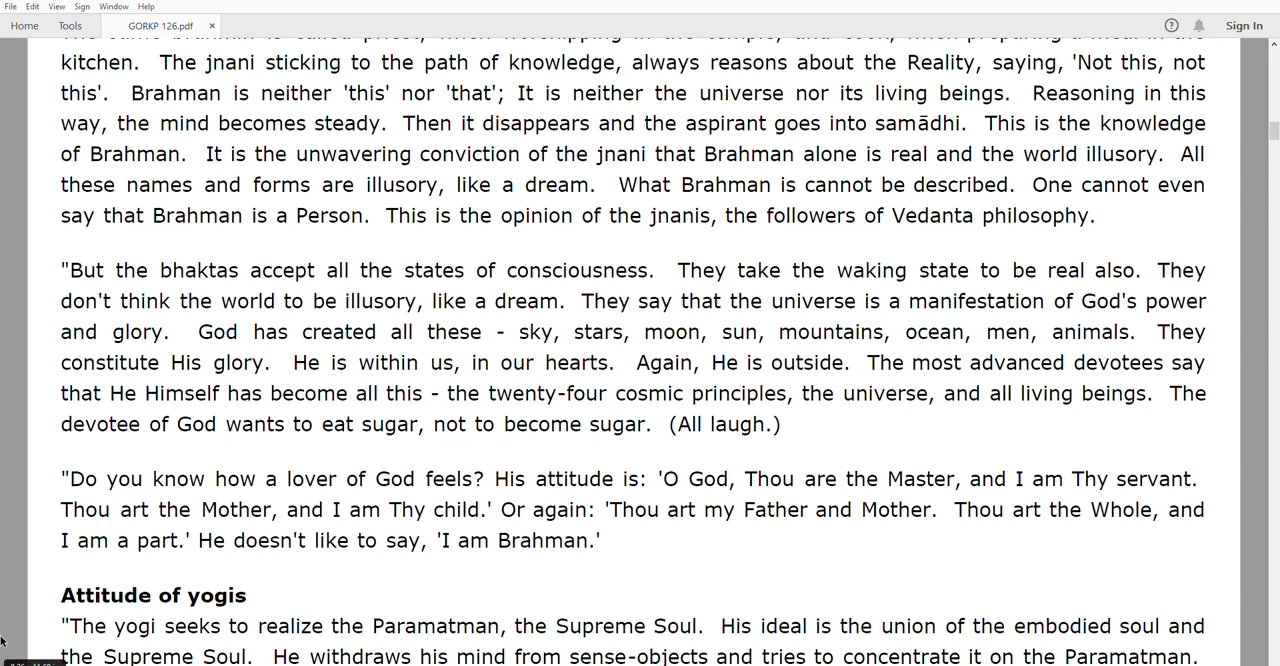 File Edit View Sign Window Help
Home Tools GORKP 126.pdf × ? Sign In
kitchen. The jnani sticking to the path of knowledge, always reasons about the Reality, saying, 'Not this, not
this'. Brahman is neither 'this' nor 'that'; It is neither the universe nor its living beings. Reasoning in this
way, the mind becomes steady. Then it disappears and the aspirant goes into samādhi. This is the knowledge
of Brahman. It is the unwavering conviction of the jnani that Brahman alone is real and the world illusory. All
these names and forms are illusory, like a dream. What Brahman is cannot be described. One cannot even
say that Brahman is a Person. This is the opinion of the jnanis, the followers of Vedanta philosophy.
"But the bhaktas accept all the states of consciousness. They take the waking state to be real also. They
don't think the world to be illusory, like a dream. They say that the universe is a manifestation of God's power
and glory. God has created all these - sky, stars, moon, sun, mountains, ocean, men, animals. They
constitute His glory. He is within us, in our hearts. Again, He is outside. The most advanced devotees say
that He Himself has become all this - the twenty-four cosmic principles, the universe, and all living beings. The
devotee of God wants to eat sugar, not to become sugar. (All laugh.)
"Do you know how a lover of God feels? His attitude is: 'O God, Thou are the Master, and I am Thy servant.
Thou art the Mother, and I am Thy child.' Or again: 'Thou art my Father and Mother. Thou art the Whole, and
I am a part.' He doesn't like to say, 'I am Brahman.'
Attitude of yogis
"The yogi seeks to realize the Paramatman, the Supreme Soul. His ideal is the union of the embodied soul and
the Supreme Soul. He withdraws his mind from sense-objects and tries to concentrate it on the Paramatman.